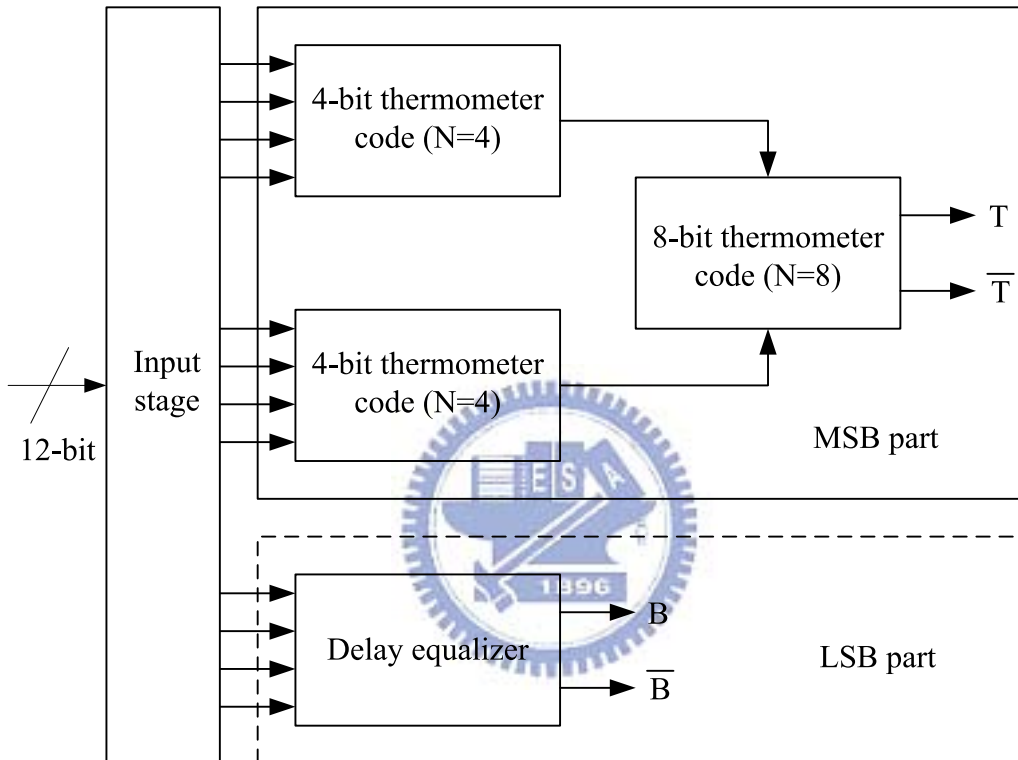 4-bit thermometer
code (N=4)
8-bit thermometer
code (N=8)
T
T̅
4-bit thermometer
code (N=4)
Input
stage
12-bit
MSB part
E S A
1896
Delay equalizer
B
B̅
LSB part